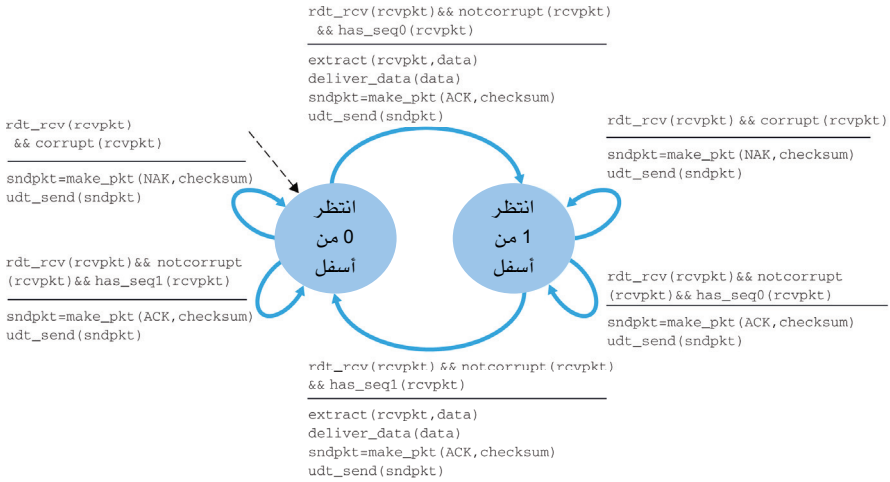 rdt_rcv(rcvpkt)&& notcorrupt(rcvpkt)
&& has_seq0(rcvpkt)
extract(rcvpkt,data)
deliver_data(data)
sndpkt=make_pkt(ACK,checksum)
udt_send(sndpkt)
rdt_rcv(rcvpkt)
&& corrupt(rcvpkt)
sndpkt=make_pkt(NAK,checksum)
udt_send(sndpkt)
rdt_rcv(rcvpkt) && corrupt(rcvpkt)
sndpkt=make_pkt(NAK,checksum)
udt_send(sndpkt)
انتظر
0 من
أسفل
انتظر
1 من
أسفل
rdt_rcv(rcvpkt)&& notcorrupt
(rcvpkt)&& has_seq1(rcvpkt)
sndpkt=make_pkt(ACK,checksum)
udt_send(sndpkt)
rdt_rcv(rcvpkt)&& notcorrupt
(rcvpkt)&& has_seq0(rcvpkt)
sndpkt=make_pkt(ACK,checksum)
udt_send(sndpkt)
rdt_rcv(rcvpkt) && notcorrupt(rcvpkt)
&& has_seq1(rcvpkt)
extract(rcvpkt,data)
deliver_data(data)
sndpkt=make_pkt(ACK,checksum)
udt_send(sndpkt)